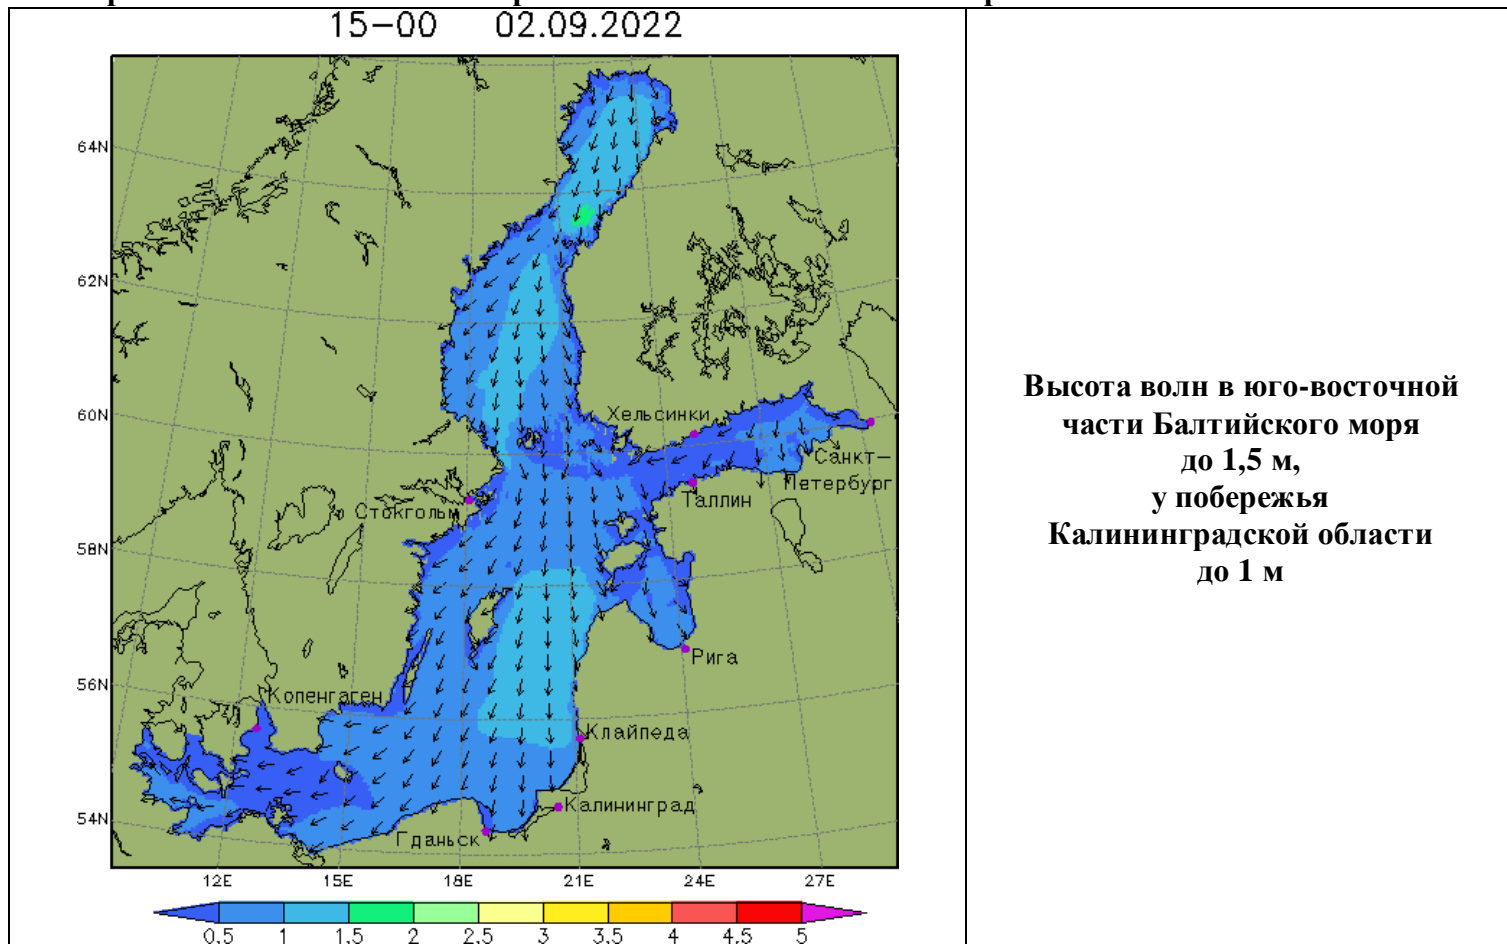 15-00 02.09.2022
64N
62N
60N
58N
56N
54N
Хельсинки
Санкт-
Петербург
Таллин
Стокгольм
Рига
Копенгаген
Клайпеда
Калининград
Гданьск
12E 15E 18E 21E 24E 27E
0,5 1 1,5 2 2,5 3 3,5 4 4,5 5
Высота волн в юго-восточной
части Балтийского моря
до 1,5 м,
у побережья
Калининградской области
до 1 м